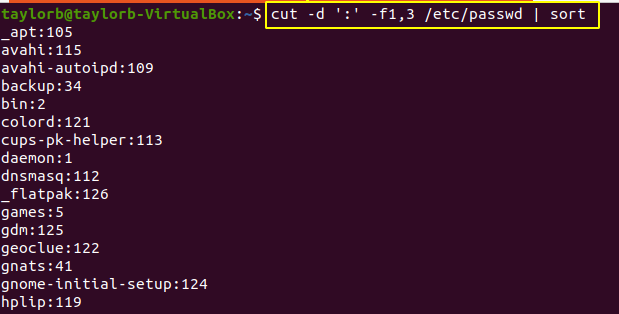 taylorb@taylorb-VirtualBox:~$ cut -d ':' -f1,3 /etc/passwd | sort
_apt:105
avahi:115
avahi-autoipd:109
backup:34
bin:2
colord:121
cups-pk-helper:113
daemon:1
dnsmasq:112
_flatpak:126
games:5
gdm:125
geoclue:122
gnats:41
gnome-initial-setup:124
hplip:119